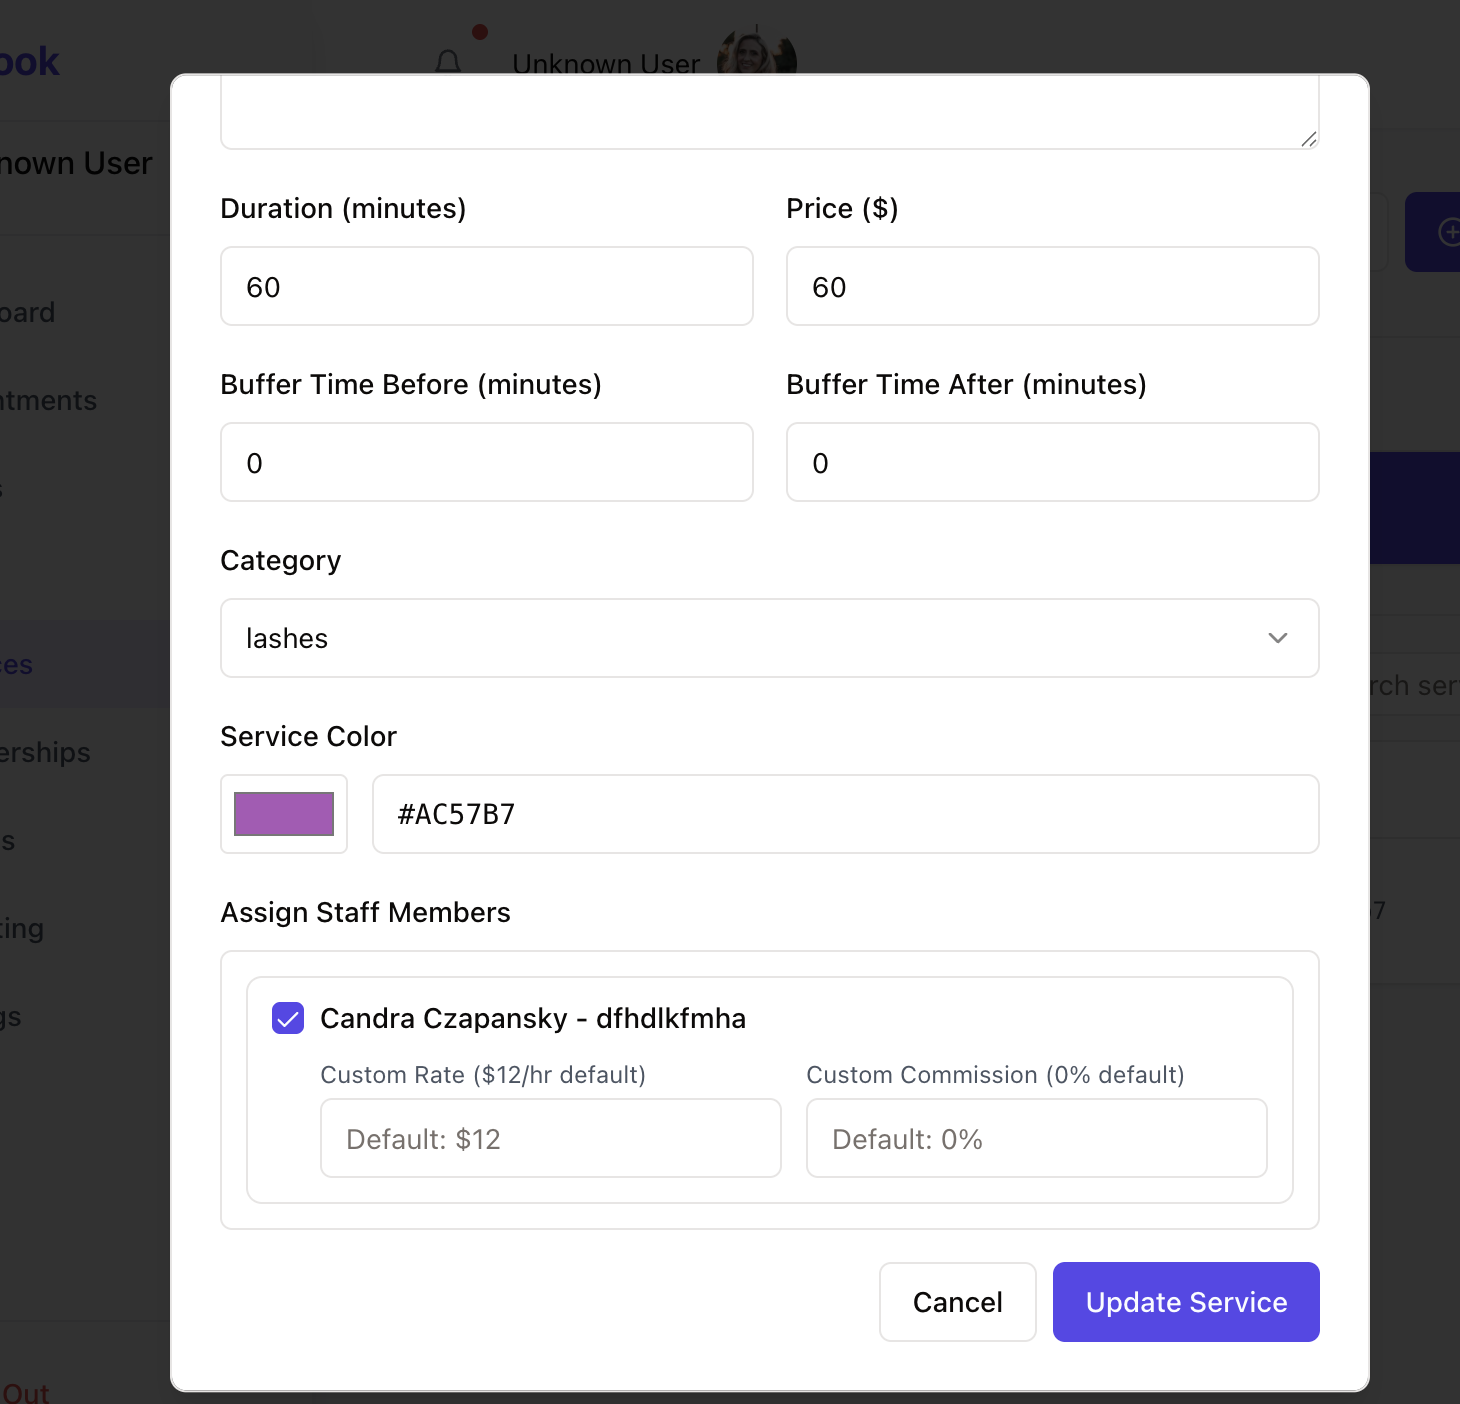 ook
Unknown User
nown User
Duration (minutes)
Price ($)
60
60
oard
Buffer Time Before (minutes)
Buffer Time After (minutes)
ntments
0
0
s
Category
lashes
ces
rch ser
Service Color
erships
#AC57B7
s
Assign Staff Members
7
ting
Candra Czapansky - dfhdlkfmha
gs
Custom Rate ($12/hr default)
Custom Commission (0% default)
Default: $12
Default: 0%
Cancel
Update Service
Out